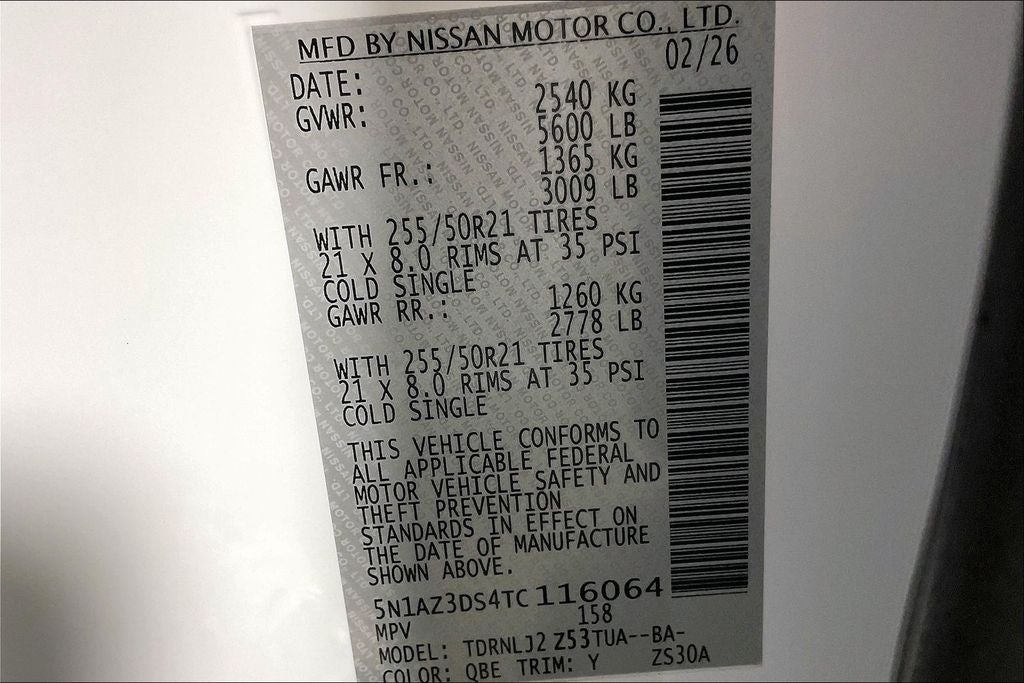 MFD BY NISSAN MOTOR CO., LTD.
DATE: 02/26
GVWR: 2540 KG
5600 LB
GAWR FR.: 1365 KG
3009 LB
WITH 255/50R21 TIRES
21 X 8.0 RIMS AT 35 PSI
COLD SINGLE
GAWR RR.: 1260 KG
2778 LB
WITH 255/50R21 TIRES
21 X 8.0 RIMS AT 35 PSI
COLD SINGLE
THIS VEHICLE CONFORMS TO
ALL APPLICABLE FEDERAL
MOTOR VEHICLE SAFETY AND
THEFT PREVENTION
STANDARDS IN EFFECT ON
THE DATE OF MANUFACTURE
SHOWN ABOVE.
5N1AZ3DS4TC116064
MPV 158
MODEL: TDRNLJ2 Z53TUA--BA-
COLOR: QBE TRIM: Y ZS30A